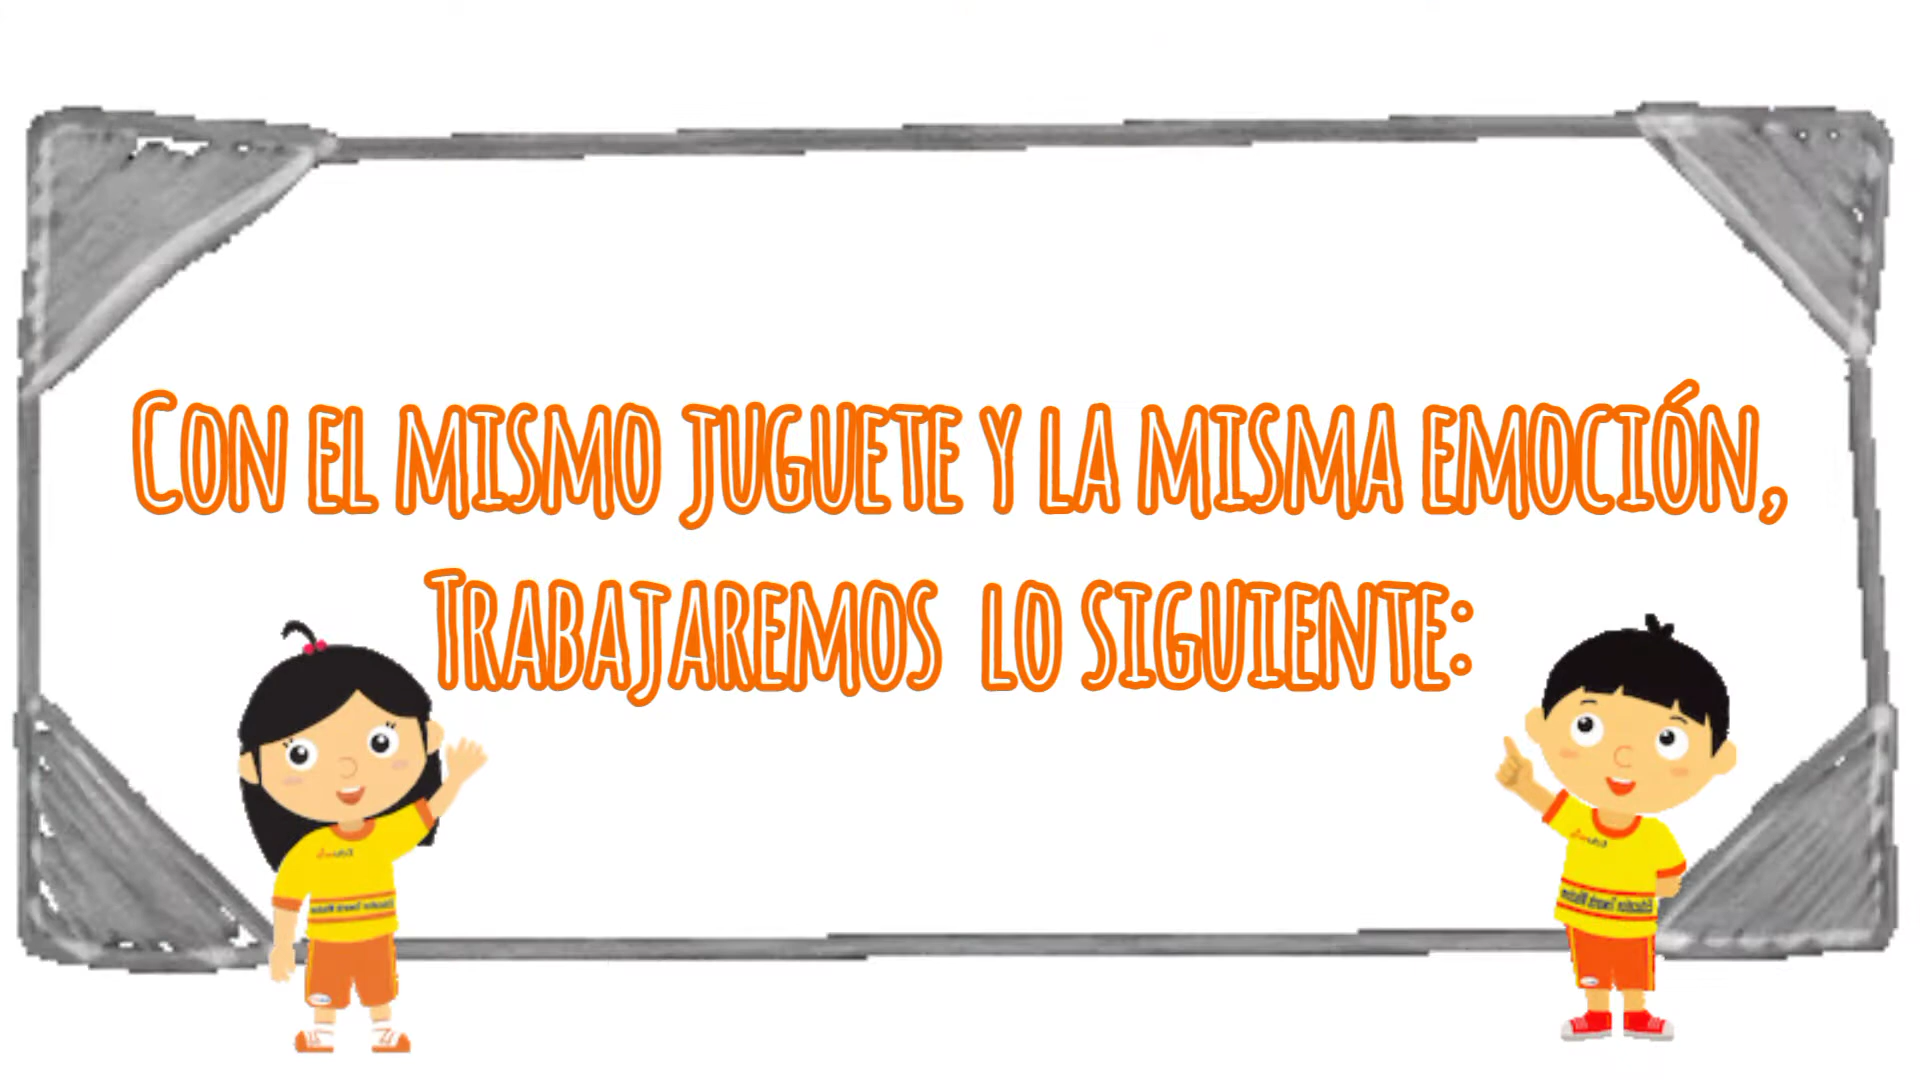 Con el mismo juguete y la misma emoción,
Trabajaremos lo siguiente: